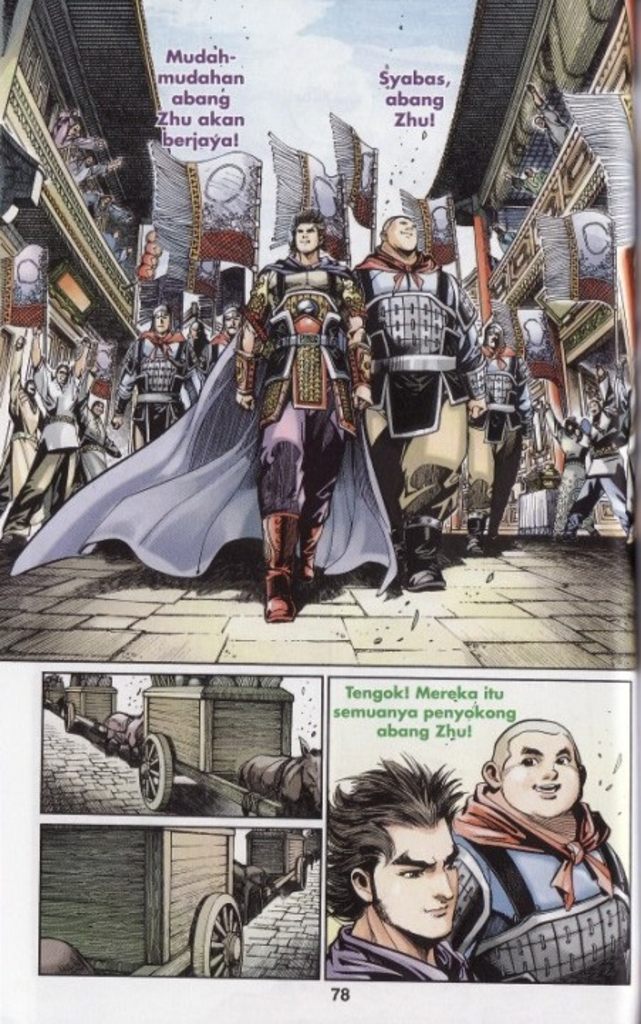 Mudah-
mudahan
abang
Zhu akan
berjaya!
Syabas,
abang
Zhu!
Tengok! Mereka itu
semuanya penyokong
abang Zhu!
78